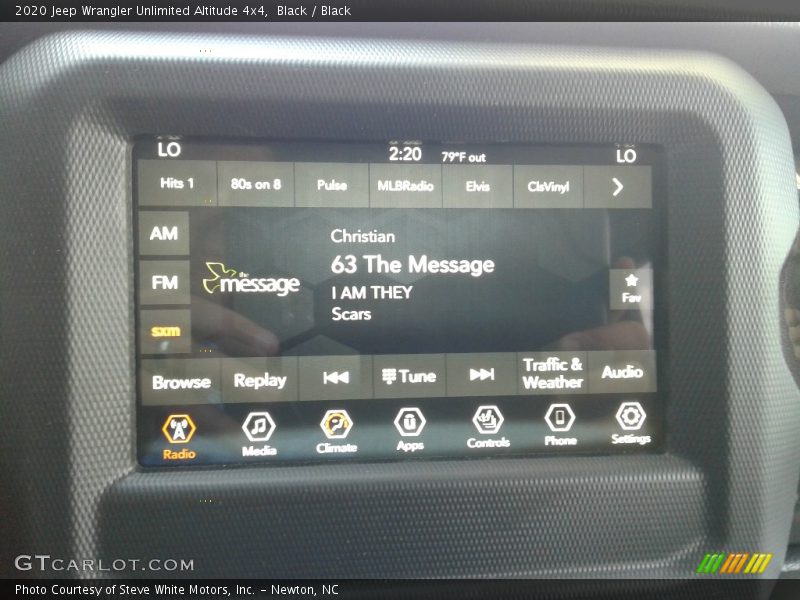 2020 Jeep Wrangler Unlimited Altitude 4x4,  Black / Black
LO 2:20 79°F out LO
Hits 1 80s on 8 Pulse MLBRadio Elvis ClsVinyl
AM
FM
sxm
the message
Christian
63 The Message
I AM THEY
Scars
Fav
Browse Replay Tune Traffic & Weather Audio
Radio Media Climate Apps Controls Phone Settings
GTCARLOT.COM
Photo Courtesy of Steve White Motors, Inc. – Newton, NC